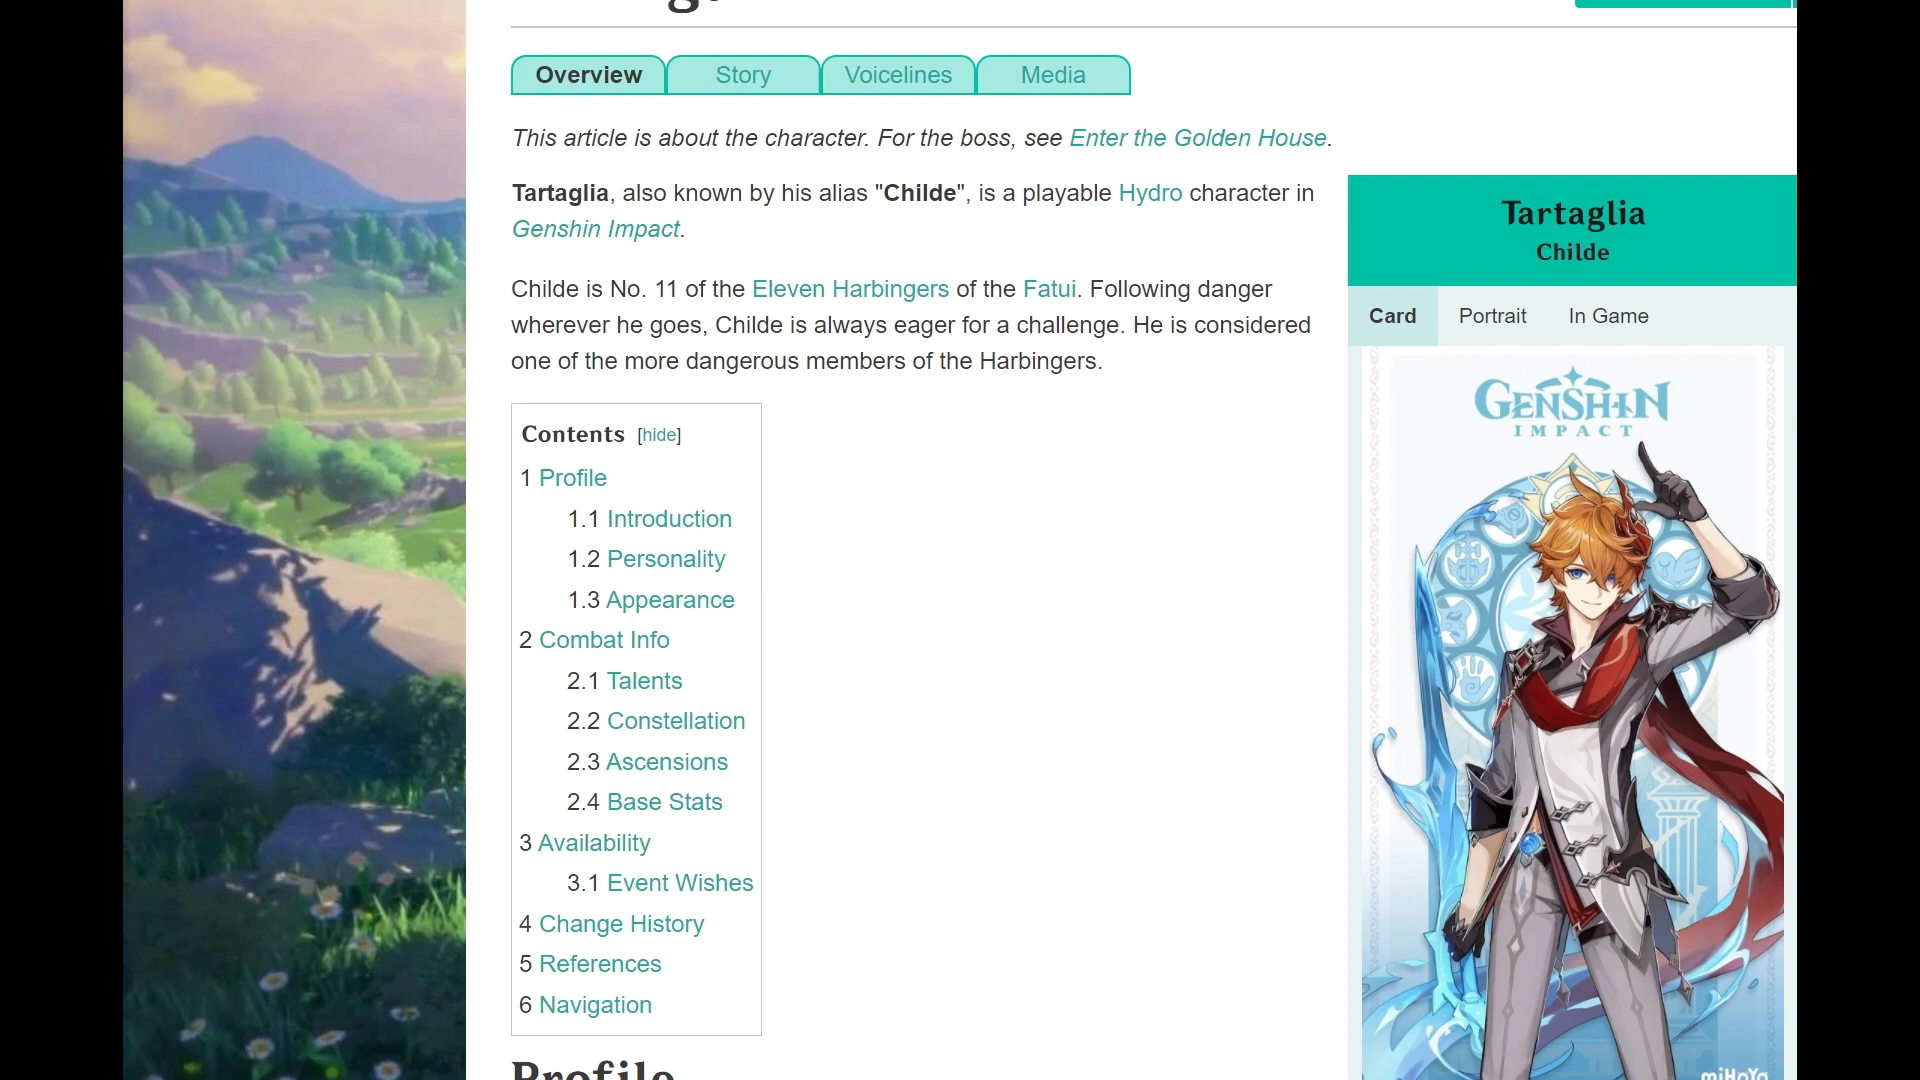 Overview Story Voicelines Media
This article is about the character. For the boss, see Enter the Golden House.
Tartaglia, also known by his alias "Childe", is a playable Hydro character in
Genshin Impact.
Childe is No. 11 of the Eleven Harbingers of the Fatui. Following danger
wherever he goes, Childe is always eager for a challenge. He is considered
one of the more dangerous members of the Harbingers.
Contents [hide]
1 Profile
1.1 Introduction
1.2 Personality
1.3 Appearance
2 Combat Info
2.1 Talents
2.2 Constellation
2.3 Ascensions
2.4 Base Stats
3 Availability
3.1 Event Wishes
4 Change History
5 References
6 Navigation
Profile
Tartaglia
Childe
Card Portrait In Game
GENSHIN
IMPACT
miHoYo